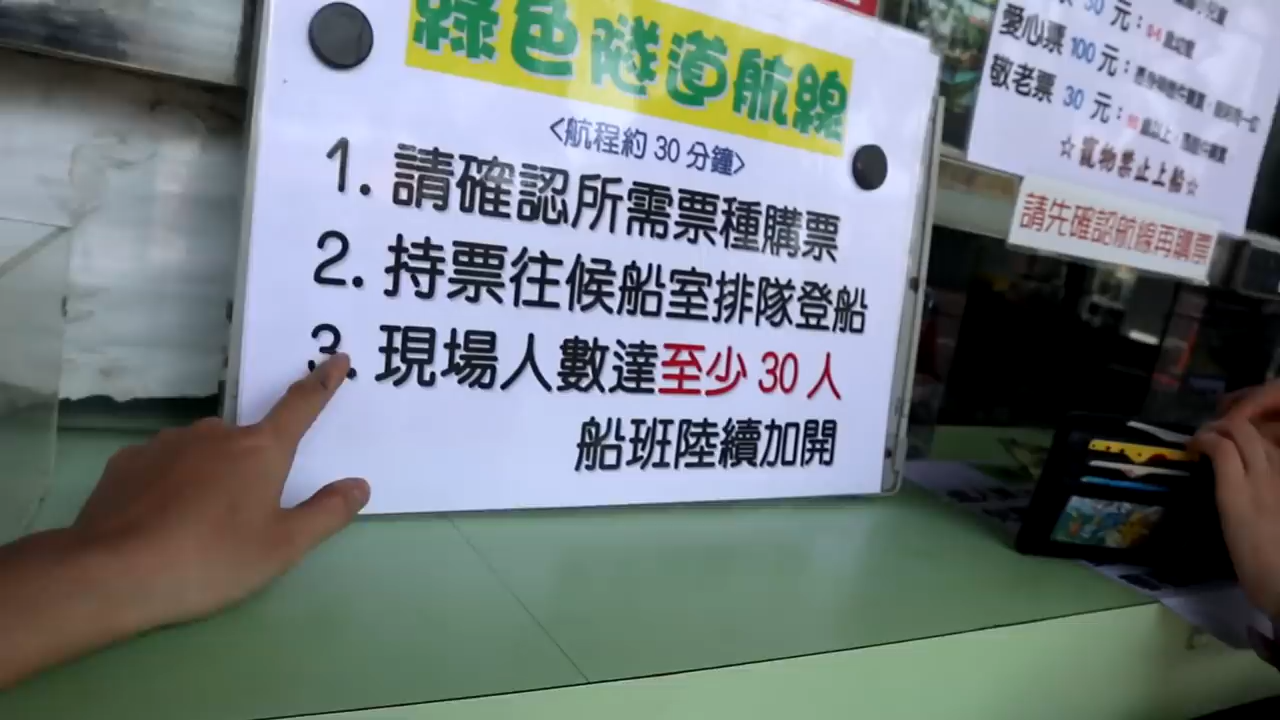 綠色隧道航線
<航程約 30 分鐘>
1. 請確認所需票種購票
2. 持票往候船室排隊登船
3. 現場人數達至少 30 人
船班陸續加開
30 元：
愛心票 100 元：
敬老票 30 元：
☆寵物禁止上船☆
請先確認航線再購票